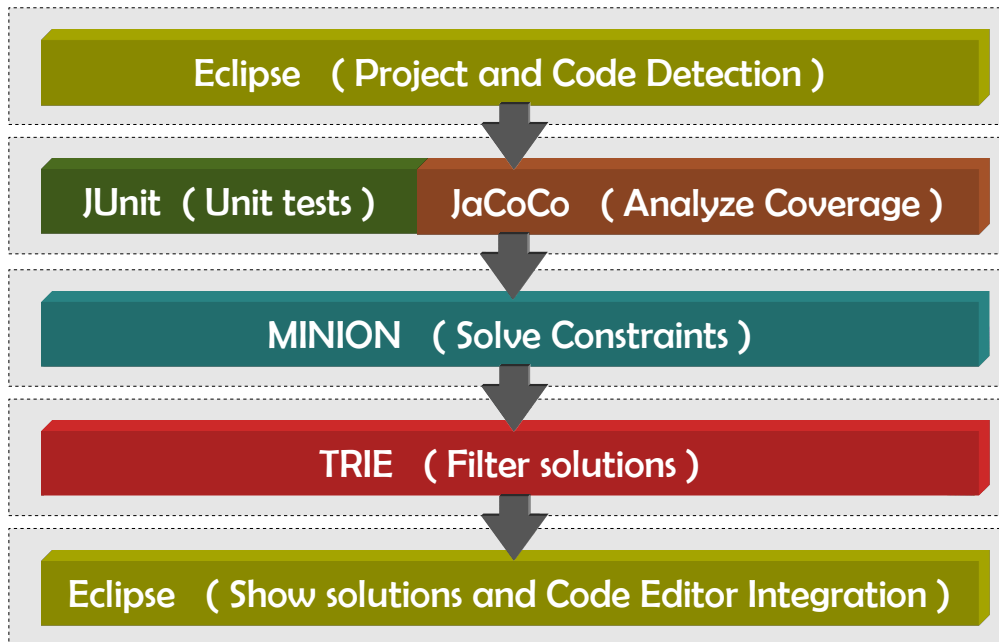 Eclipse ( Project and Code Detection )
JUnit ( Unit tests )
JaCoCo ( Analyze Coverage )
MINION ( Solve Constraints )
TRIE ( Filter solutions )
Eclipse ( Show solutions and Code Editor Integration )